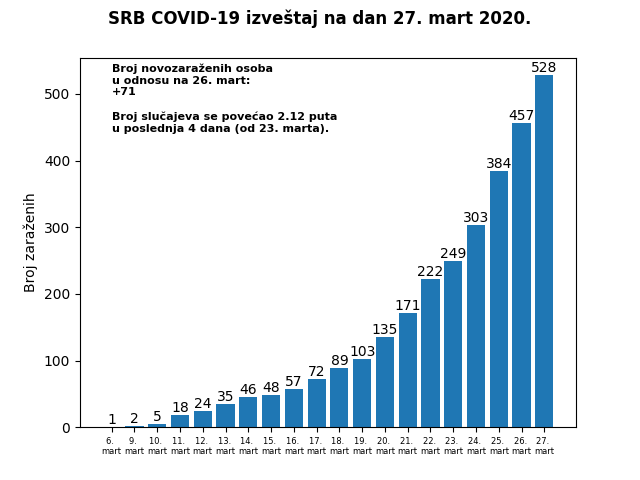 SRB COVID-19 izveštaj na dan 27. mart 2020.
Broj novozaraženih osoba
u odnosu na 26. mart:
+71
Broj slučajeva se povećao 2.12 puta
u poslednja 4 dana (od 23. marta).
Broj zaraženih
500
400
300
200
100
0
1 2 5 18 24 35 46 48 57 72 89 103 135 171 222 249 303 384 457 528
6. 9. 10. 11. 12. 13. 14. 15. 16. 17. 18. 19. 20. 21. 22. 23. 24. 25. 26. 27.
mart mart mart mart mart mart mart mart mart mart mart mart mart mart mart mart mart mart mart mart